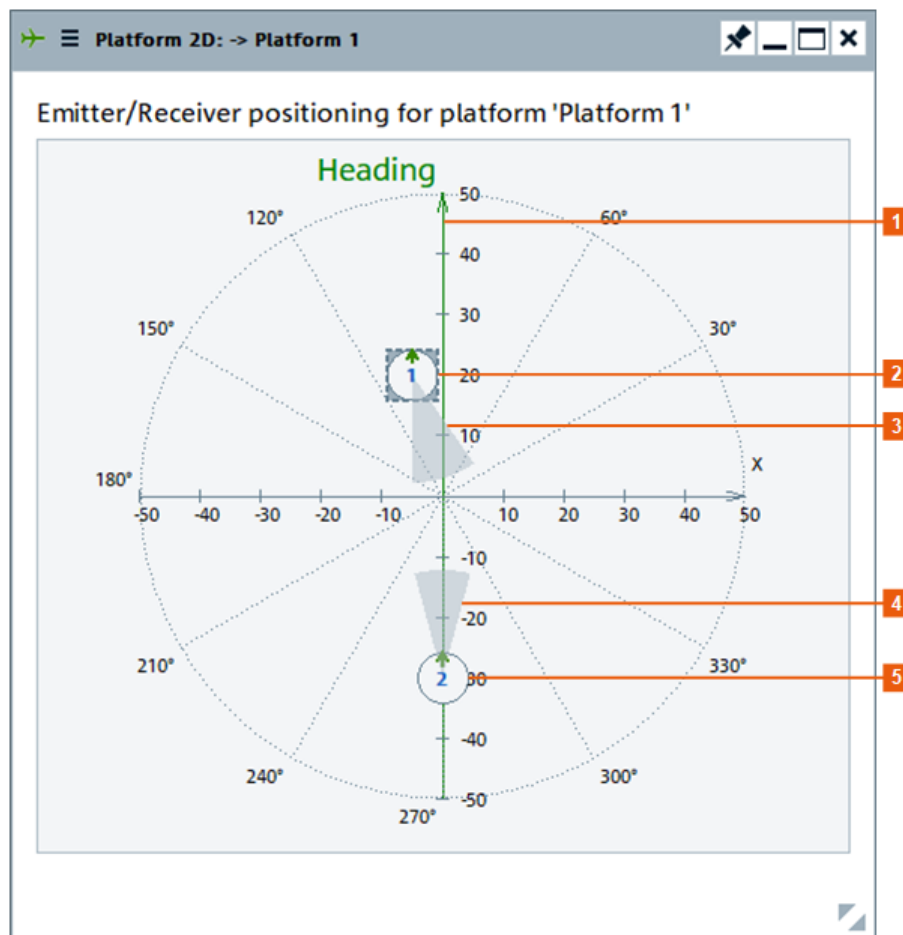 Platform 2D: -> Platform 1
Emitter/Receiver positioning for platform 'Platform 1'
Heading
50
120° 60° 1
40
30
150° 30°
1 20 2
10 3
180° X
-50 -40 -30 -20 -10 10 20 30 40 50
-10
-20 4
210° 330°
2 30 5
-40
240° 300°
-50
270°